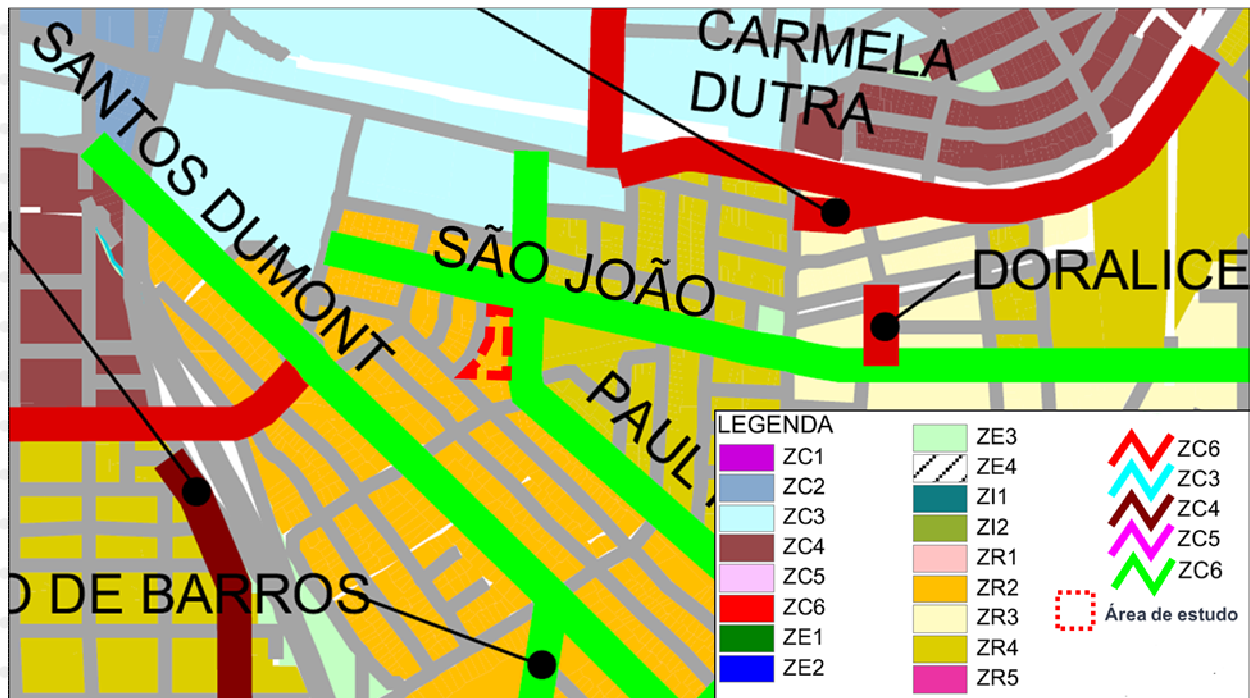 CARMELA
DUTRA
SANTOS DUMONT
SÃO JOÃO
DORALICE
PAUL
O DE BARROS
LEGENDA
ZC1
ZC2
ZC3
ZC4
ZC5
ZC6
ZE1
ZE2
ZE3
ZE4
ZI1
ZI2
ZR1
ZR2
ZR3
ZR4
ZR5
ZC6
ZC3
ZC4
ZC5
ZC6
Área de estudo